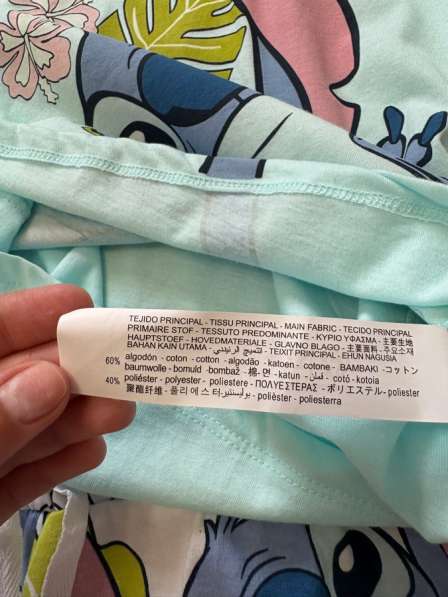 TEJIDO PRINCIPAL - TISSU PRINCIPAL - MAIN FABRIC - TECIDO PRINCIPAL
PRIMAIRE STOF - TESSUTO PREDOMINANTE - ΚΥΡΙΟ ΥΦΑΣΜΑ - 主要生地
HAUPTSTOEF - HOVEDMATERIALE - GLAVNO BLAGO - 主要面料 - 주요소재
BAHAN KAIN UTAMA - النسيج الرئيسي - TEIXIT PRINCIPAL - EHUN NAGUSIA
60% algodón - coton - cotton - algodão - katoen - cotone - ΒΑΜΒΑΚΙ - コットン
baumwolle - bomuld - bombaž - 棉 - 면 - katun - قطن - cotó - kotoia
40% poliéster - polyester - poliestere - ΠΟΛΥΕΣΤΕΡΑΣ - ポリエステル - poliester
聚酯纤维 - 폴리에스터 - بوليستير - polièster - poliesterra